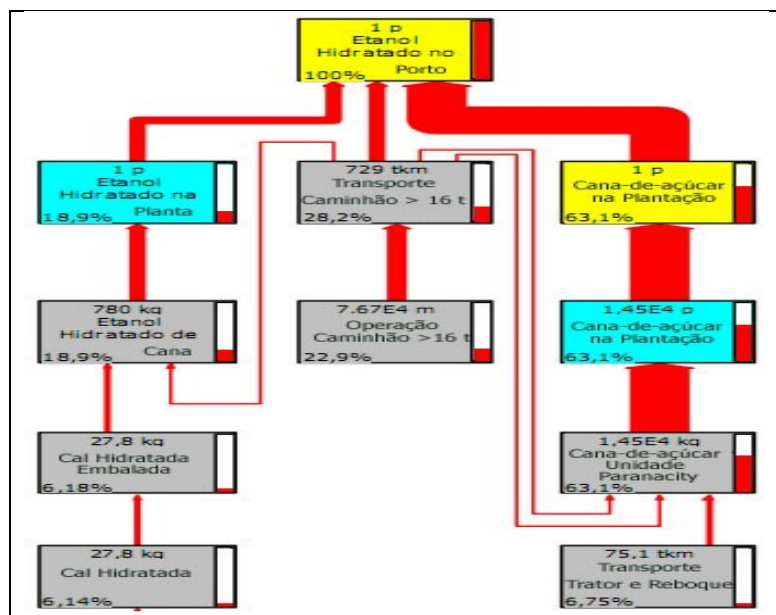 1 p
Etanol
Hidratado no
Porto
100%
1 p
Etanol
Hidratado na
Planta
18,9%
729 tkm
Transporte
Caminhão > 16 t
28,2%
1 p
Cana-de-açúcar
na Plantação
63,1%
780 kg
Etanol
Hidratado de
Cana
18,9%
7.67E4 m
Operação
Caminhão >16 t
22,9%
1,45E4 p
Cana-de-açúcar
na Plantação
63,1%
27,8 kg
Cal Hidratada
Embalada
6,18%
1,45E4 kg
Cana-de-açúcar
Unidade
Paranacity
63,1%
27,8 kg
Cal Hidratada
6,14%
75,1 tkm
Transporte
Trator e Reboque
6,75%